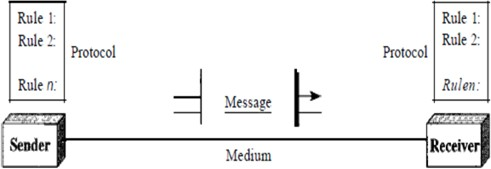 Rule 1:
Rule 2:
Protocol
Rule n:
Rule 1:
Protocol
Rule 2:
Rulen:
Message
Sender
Receiver
Medium